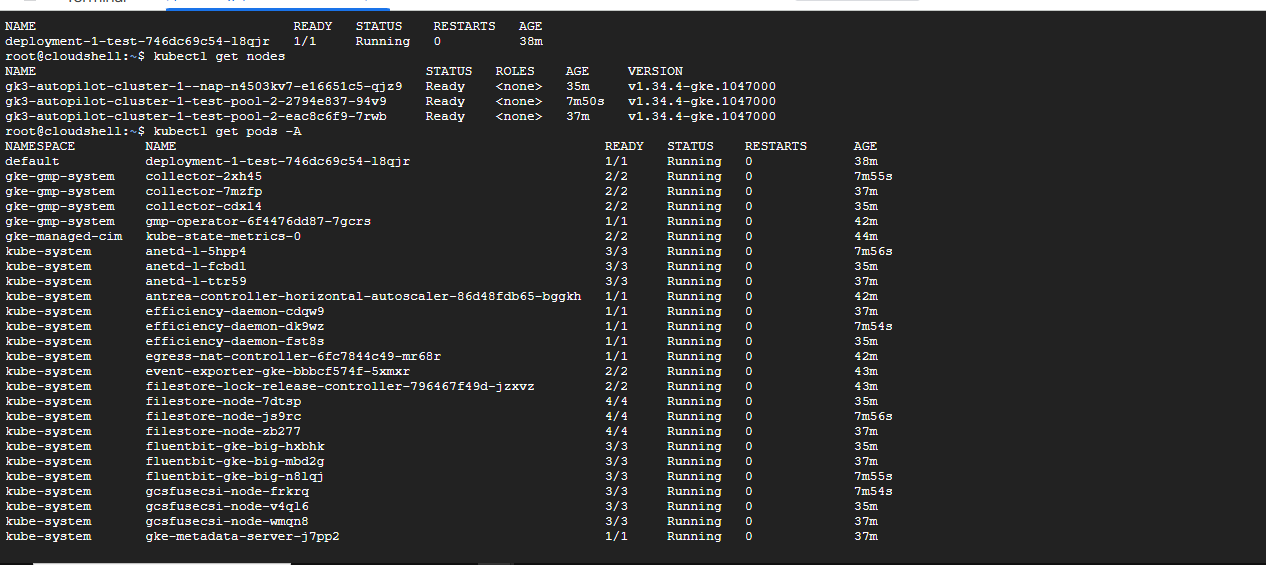 NAME READY STATUS RESTARTS AGE
deployment-1-test-746dc69c54-l8qjr 1/1 Running 0 38m
root@cloudshell:~$ kubectl get nodes
NAME STATUS ROLES AGE VERSION
gk3-autopilot-cluster-1--nap-n4503kv7-e16651c5-qjz9 Ready <none> 35m v1.34.4-gke.1047000
gk3-autopilot-cluster-1-test-pool-2-2794e837-94v9 Ready <none> 7m50s v1.34.4-gke.1047000
gk3-autopilot-cluster-1-test-pool-2-eac8c6f9-7rwb Ready <none> 37m v1.34.4-gke.1047000
root@cloudshell:~$ kubectl get pods -A
NAMESPACE NAME READY STATUS RESTARTS AGE
default deployment-1-test-746dc69c54-l8qjr 1/1 Running 0 38m
gke-gmp-system collector-2xh45 2/2 Running 0 7m55s
gke-gmp-system collector-7mzfp 2/2 Running 0 37m
gke-gmp-system collector-cdxl4 2/2 Running 0 35m
gke-gmp-system gmp-operator-6f4476dd87-7gcrs 1/1 Running 0 42m
gke-managed-cim kube-state-metrics-0 2/2 Running 0 44m
kube-system anetd-l-5hpp4 3/3 Running 0 7m56s
kube-system anetd-l-fcbdl 3/3 Running 0 35m
kube-system anetd-l-ttr59 3/3 Running 0 37m
kube-system antrea-controller-horizontal-autoscaler-86d48fdb65-bggkh 1/1 Running 0 42m
kube-system efficiency-daemon-cdqw9 1/1 Running 0 37m
kube-system efficiency-daemon-dk9wz 1/1 Running 0 7m54s
kube-system efficiency-daemon-fst8s 1/1 Running 0 35m
kube-system egress-nat-controller-6fc7844c49-mr68r 1/1 Running 0 42m
kube-system event-exporter-gke-bbbcf574f-5xmxr 2/2 Running 0 43m
kube-system filestore-lock-release-controller-796467f49d-jzxvz 2/2 Running 0 43m
kube-system filestore-node-7dtsp 4/4 Running 0 35m
kube-system filestore-node-js9rc 4/4 Running 0 7m56s
kube-system filestore-node-zb277 4/4 Running 0 37m
kube-system fluentbit-gke-big-hxbhk 3/3 Running 0 35m
kube-system fluentbit-gke-big-mbd2g 3/3 Running 0 37m
kube-system fluentbit-gke-big-n8lqj 3/3 Running 0 7m55s
kube-system gcsfusecsi-node-frkrq 3/3 Running 0 7m54s
kube-system gcsfusecsi-node-v4ql6 3/3 Running 0 35m
kube-system gcsfusecsi-node-wmqn8 3/3 Running 0 37m
kube-system gke-metadata-server-j7pp2 1/1 Running 0 37m